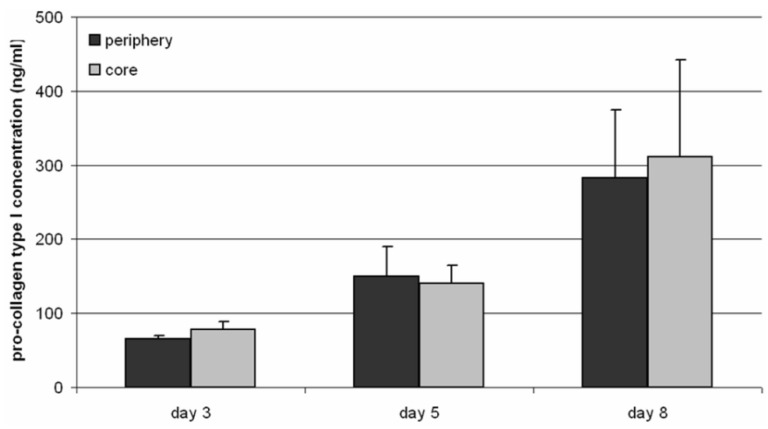 pro-collagen type I concentration (ng/ml)
500
400
300
200
100
0
periphery
core
day 3
day 5
day 8